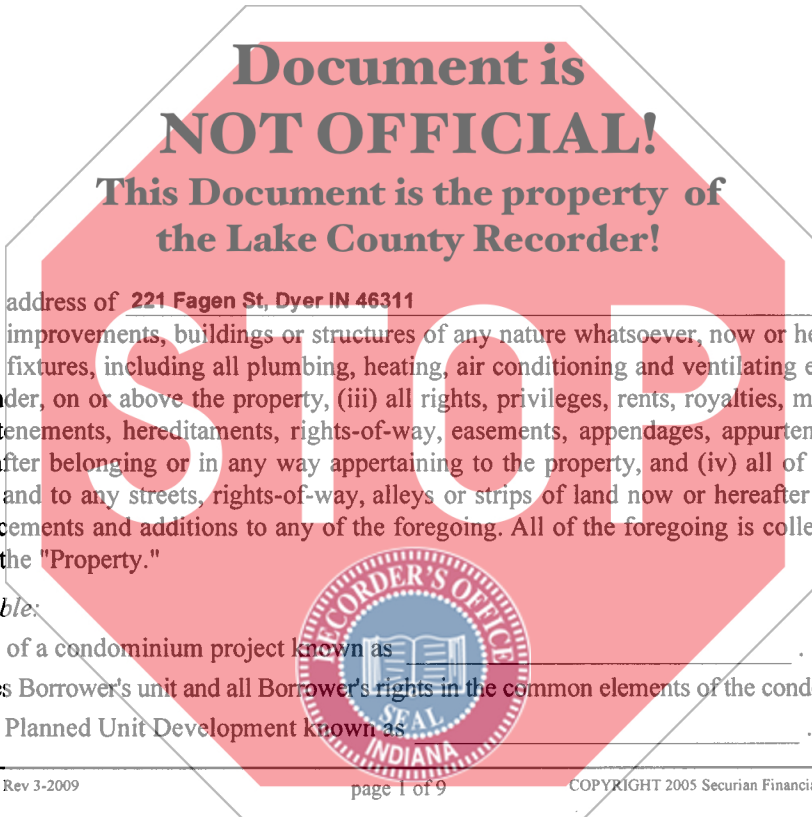 Document is
NOT OFFICIAL!
This Document is the property of
the Lake County Recorder!
address of 221 Fagen St, Dyer IN 46311
improvements, buildings or structures of any nature whatsoever, now or he
fixtures, including all plumbing, heating, air conditioning and ventilating e
der, on or above the property, (iii) all rights, privileges, rents, royalties, m
enements, hereditaments, rights-of-way, easements, appendages, appurten
fter belonging or in any way appertaining to the property, and (iv) all of
and to any streets, rights-of-way, alleys or strips of land now or hereafter
cements and additions to any of the foregoing. All of the foregoing is colle
the "Property."
STOP
ble:
of a condominium project known as .
s Borrower's unit and all Borrower's rights in the common elements of the cond
Planned Unit Development known as .
RECORDER'S OFFICE
SEAL
INDIANA
Rev 3-2009 page 1 of 9 COPYRIGHT 2005 Securian Financia